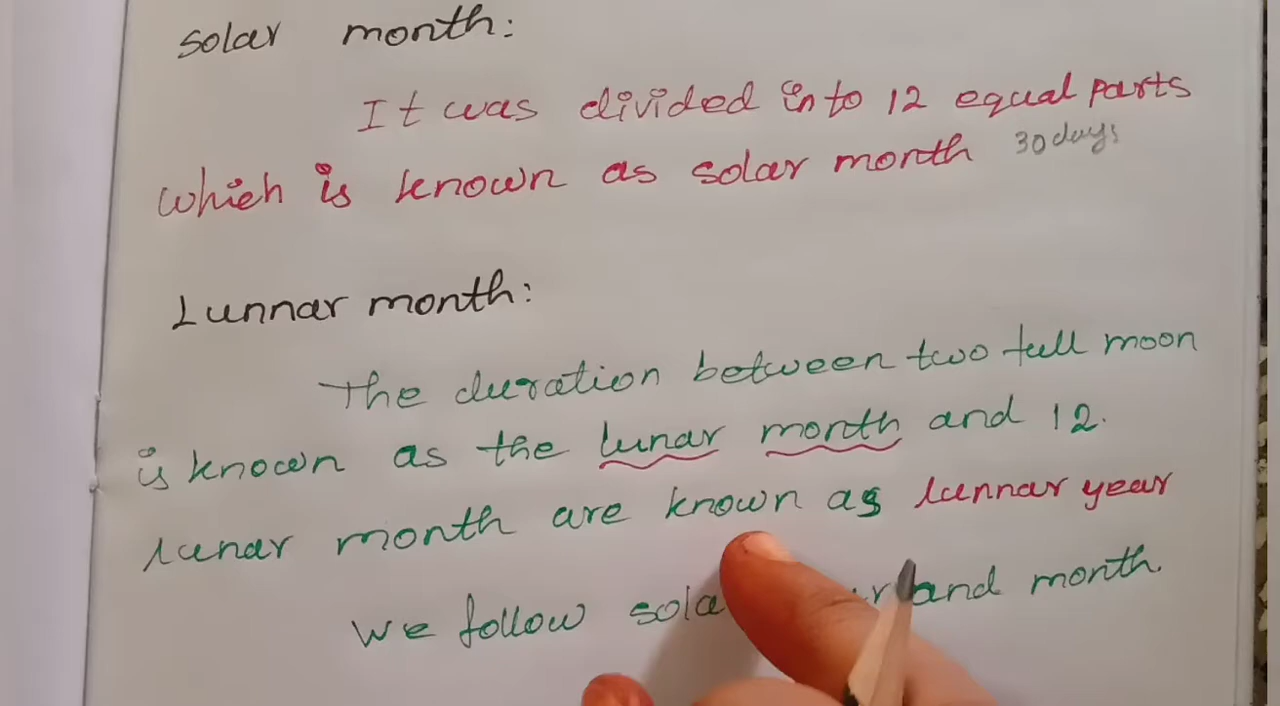 Solar month:
It was divided in to 12 equal parts
which is known as solar month 30 days
Lunnar month:
The duration between two full moon
is known as the lunar month and 12.
lunar month are known as lunnar year
We follow and month.